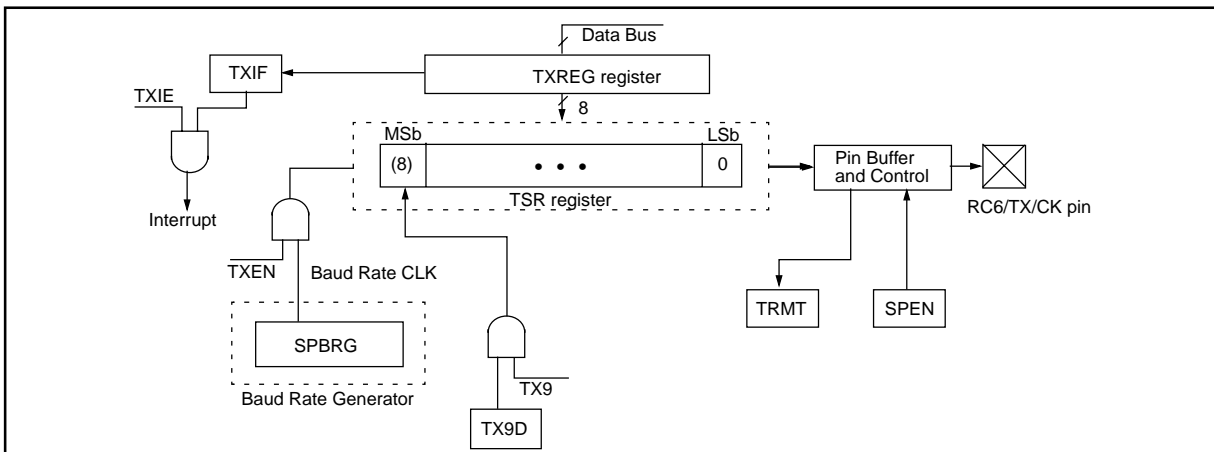 Data Bus
TXIF
TXREG register
TXIE
8
MSb
LSb
(8)
• • •
0
Pin Buffer
and Control
TSR register
Interrupt
RC6/TX/CK pin
TXEN
Baud Rate CLK
TRMT
SPEN
SPBRG
TX9
Baud Rate Generator
TX9D